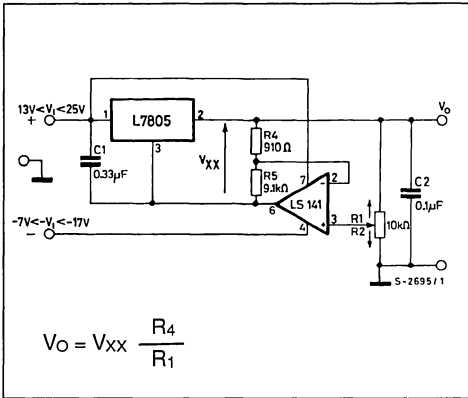 13V<VI<25V
+
1
L7805
2
VO
3
C1
0.33µF
VXX
R4
910 Ω
R5
9.1kΩ
7
2
-
LS 141
6
4
+
3
R1
R2
10kΩ
C2
0.1µF
-7V<-VI<-17V
-
S-2695/1
VO = VXX R4
R1